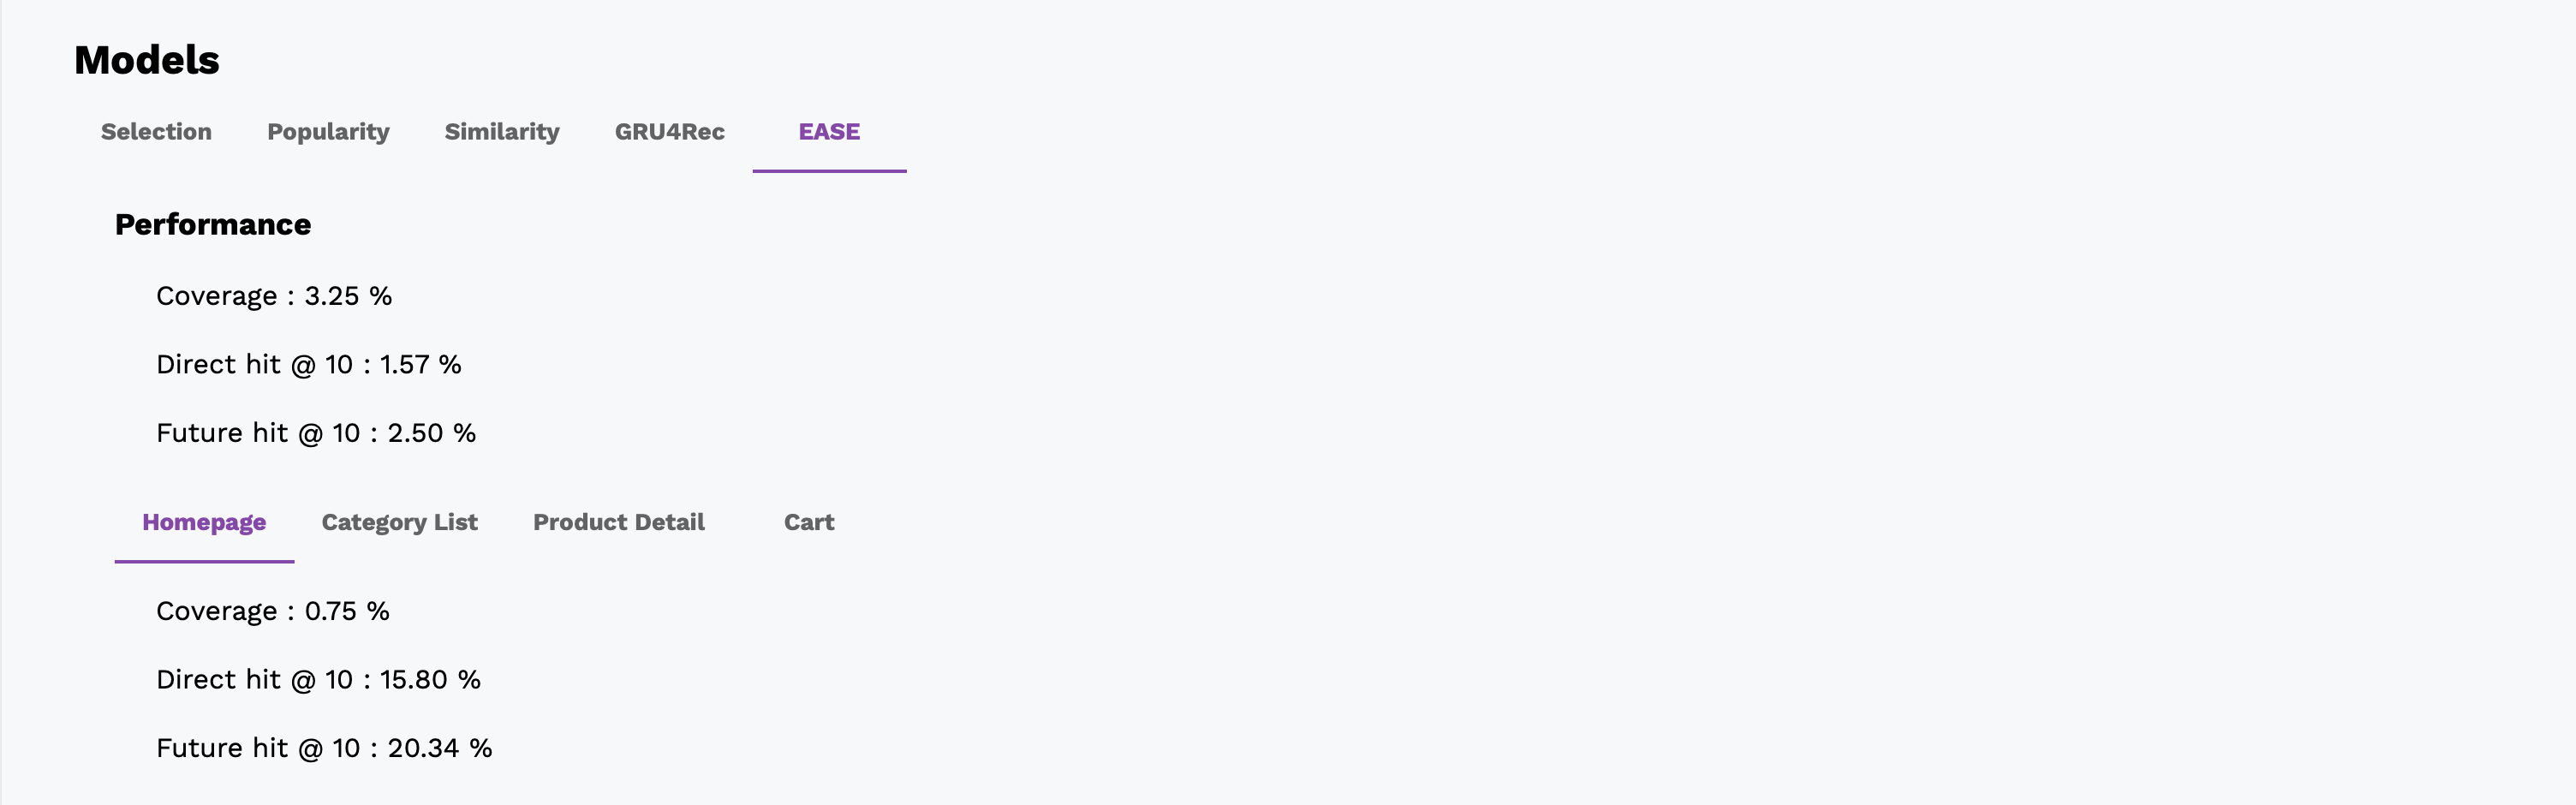 Models
Selection Popularity Similarity GRU4Rec EASE
Performance
Coverage : 3.25 %
Direct hit @ 10 : 1.57 %
Future hit @ 10 : 2.50 %
Homepage Category List Product Detail Cart
Coverage : 0.75 %
Direct hit @ 10 : 15.80 %
Future hit @ 10 : 20.34 %